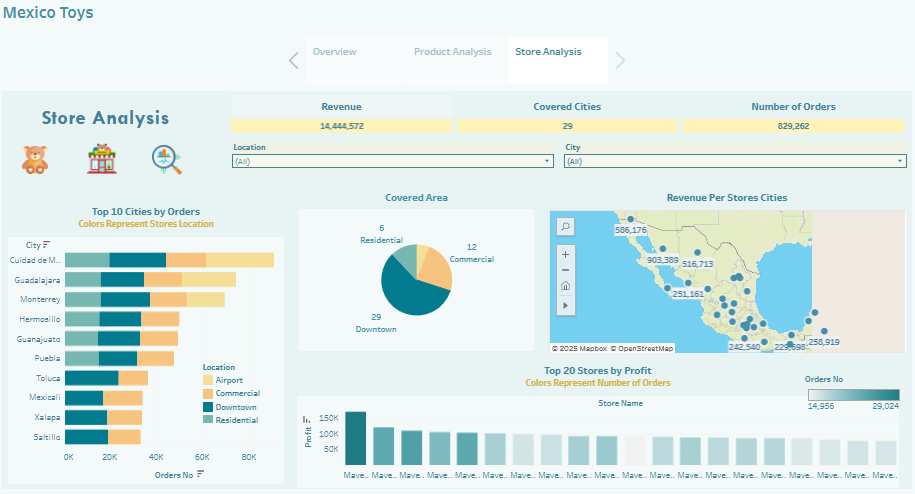 Mexico Toys
Overview
Product Analysis
Store Analysis
Store Analysis
Revenue
Covered Cities
Number of Orders
14,444,572
29
829,262
Location
City
(All)
(All)
Top 10 Cities by Orders
Colors Represent Stores Location
City
Cuidad de M..
Guadalajara
Monterrey
Hermosillo
Guanajuato
Puebla
Toluca
Mexicali
Xalapa
Saltillo
0K 20K 40K 60K 80K
Orders No
Location
Airport
Commercial
Downtown
Residential
Covered Area
6
Residential
12
Commercial
29
Downtown
Revenue Per Stores Cities
586,176
903,389
516,713
251,161
242,540
258,919
© 2025 Mapbox © OpenStreetMap
Top 20 Stores by Profit
Colors Represent Number of Orders
Orders No
14,956 29,024
Store Name
Profit
150K
100K
50K
Mave.. Mave.. Mave.. Mave.. Mave.. Mave.. Mave.. Mave.. Mave.. Mave.. Mave.. Mave.. Mave.. Mave.. Mave.. Mave.. Mave.. Mave.. Mave.. Mave..